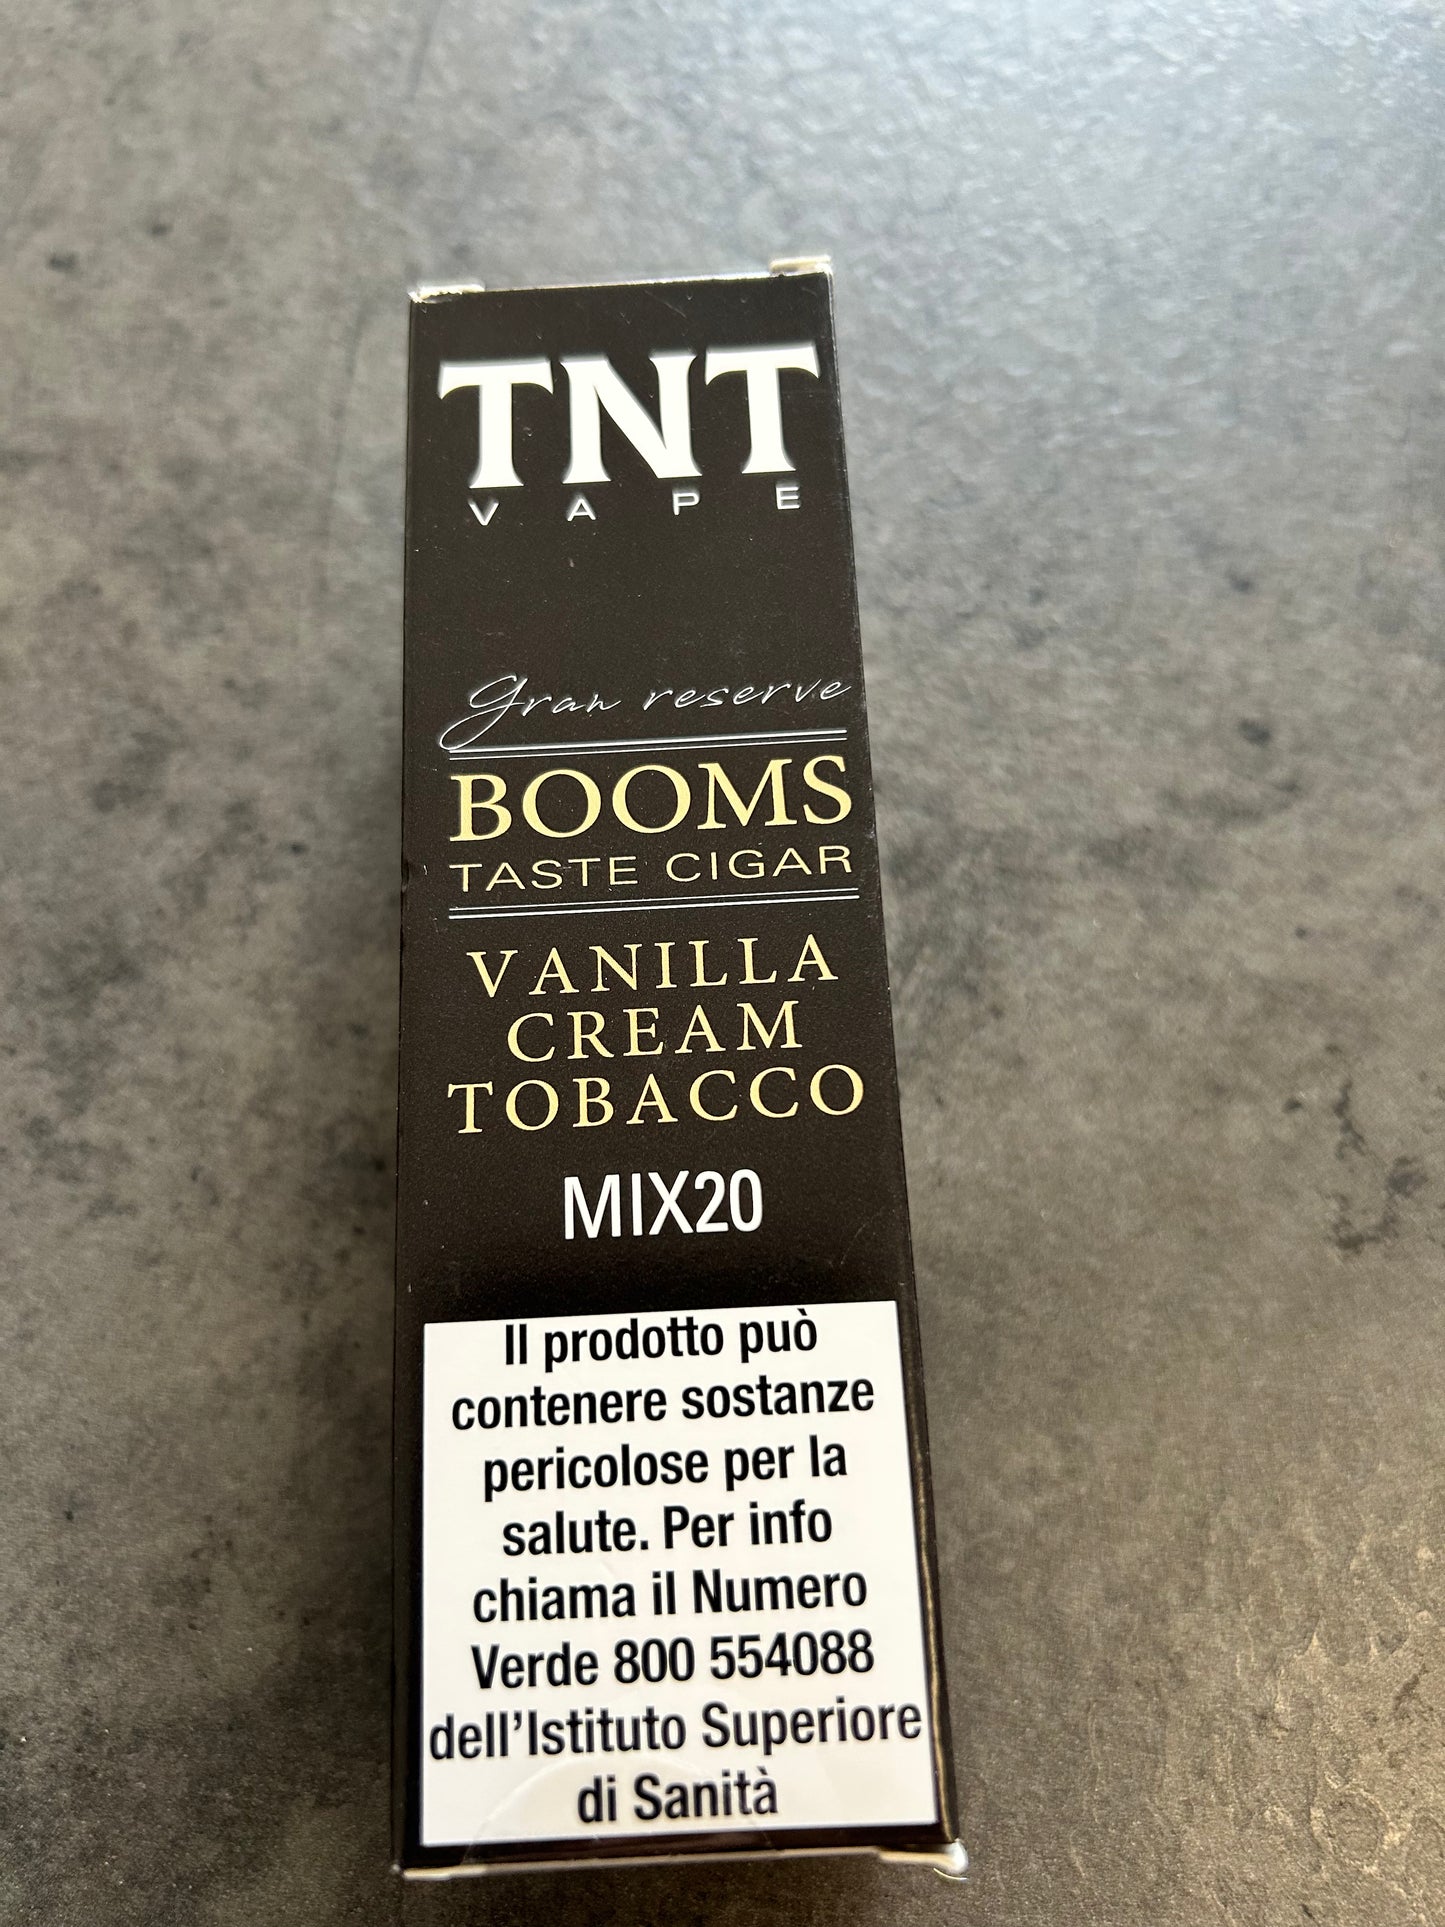 TNT
VAPE
Gran reserve
BOOMS
TASTE CIGAR
VANILLA
CREAM
TOBACCO
MIX20
Il prodotto può
contenere sostanze
pericolose per la
salute. Per info
chiama il Numero
Verde 800 554088
dell’Istituto Superiore
di Sanità